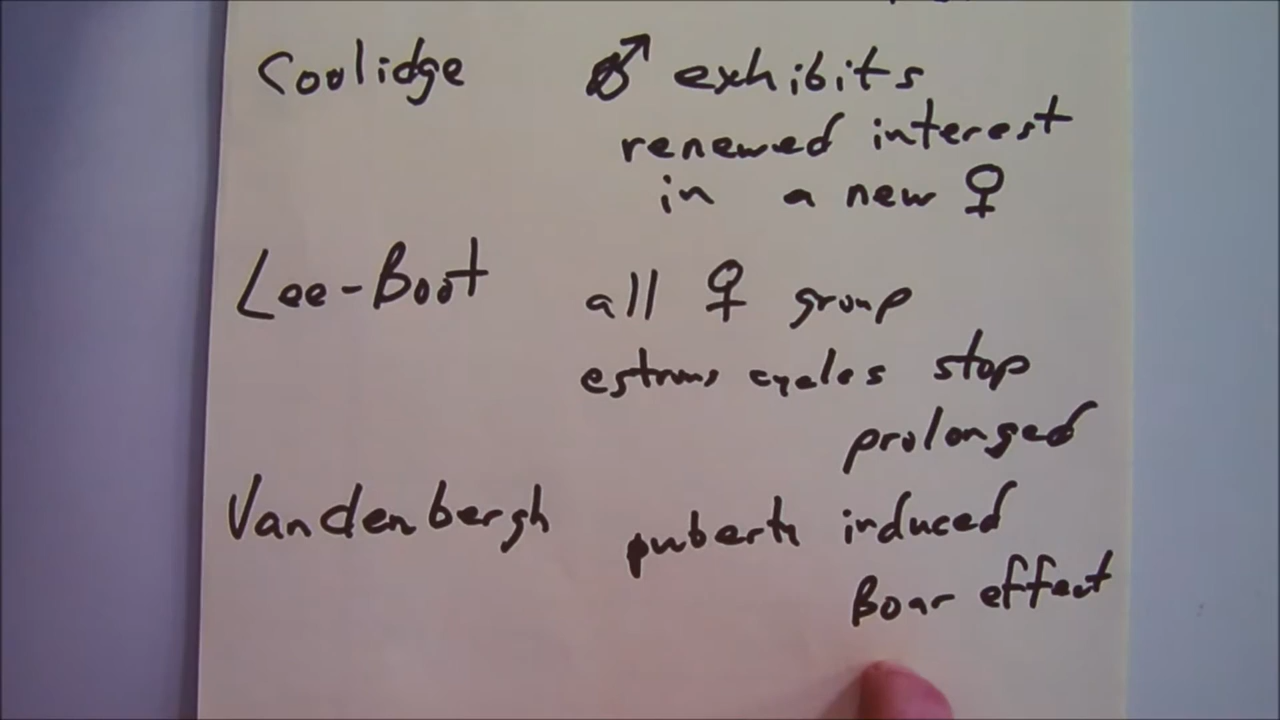 Coolidge ♂ exhibits
renewed interest
in a new ♀
Lee-Boot all ♀ group
estrus cycles stop
prolonged
Vandenbergh puberty induced
Boar effect